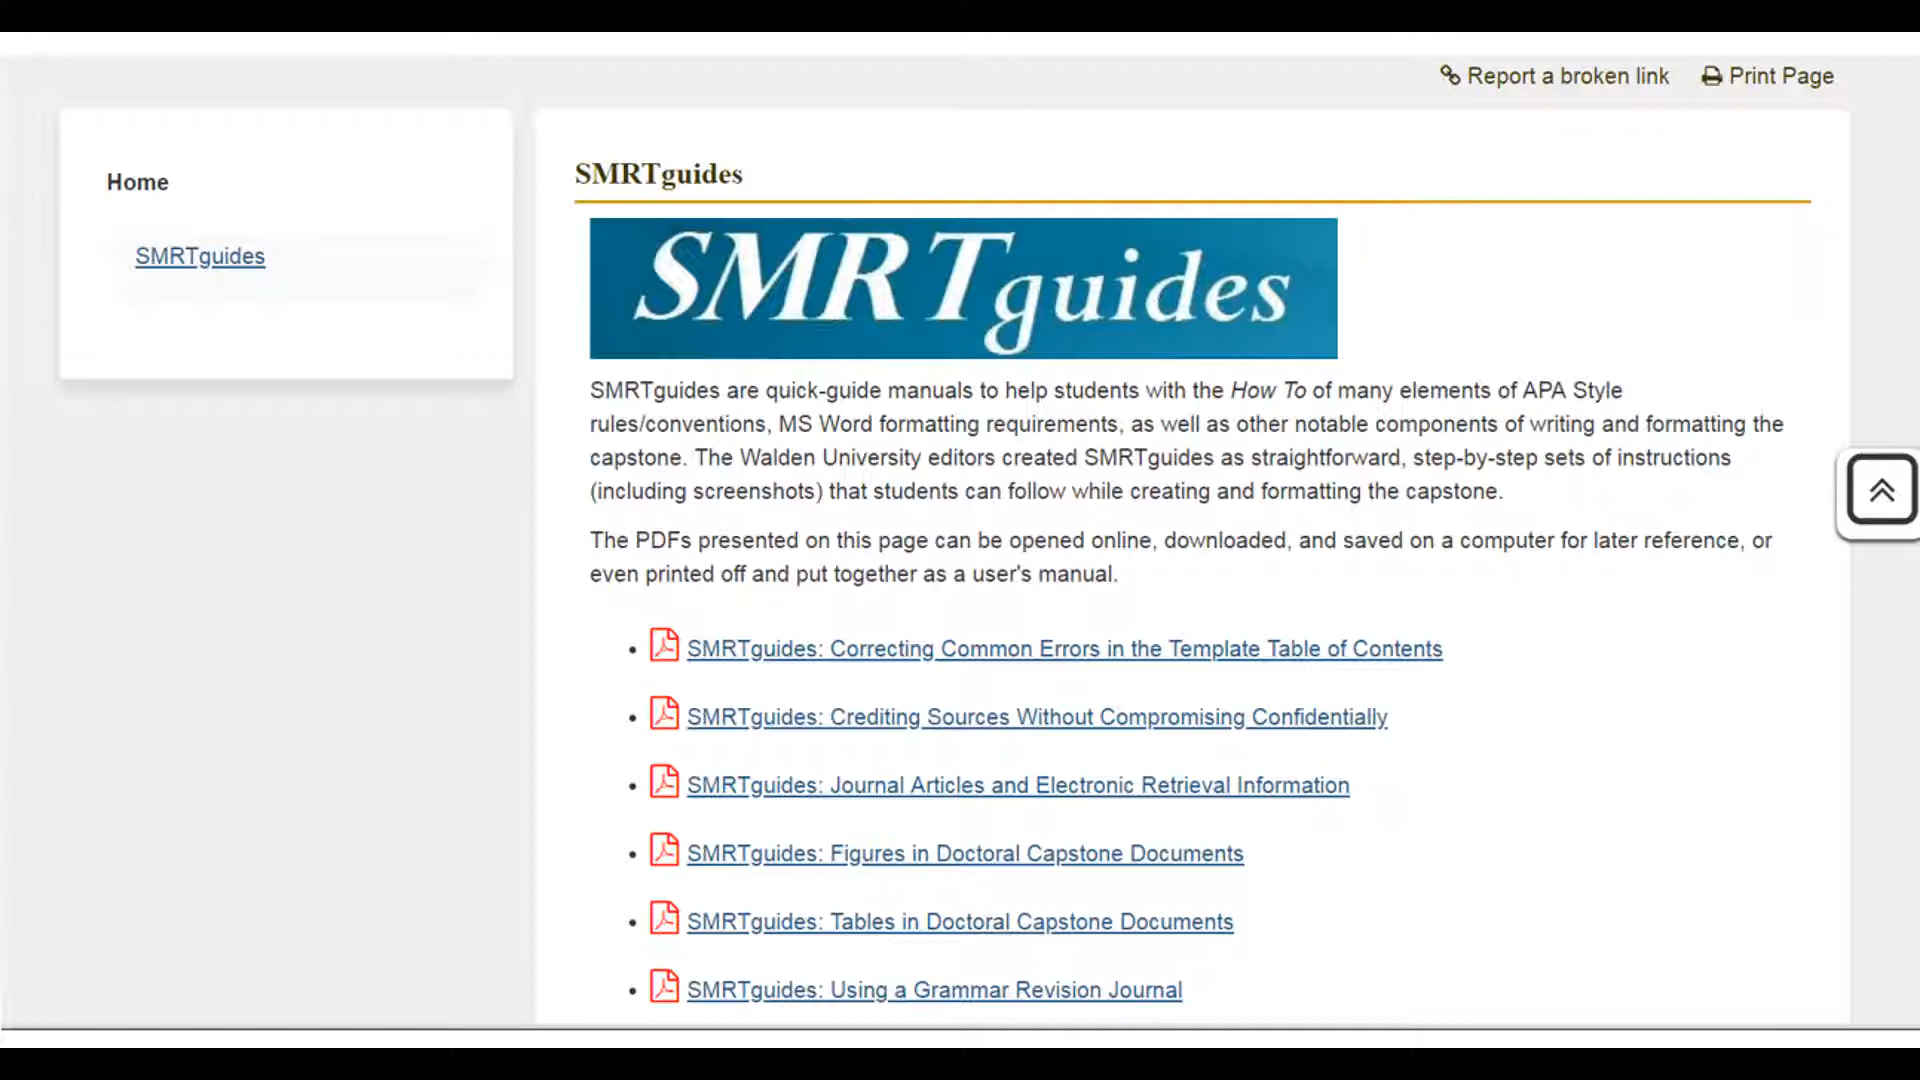 Report a broken link Print Page
Home
SMRTguides
SMRTguides
SMRTguides
SMRTguides are quick-guide manuals to help students with the How To of many elements of APA Style
rules/conventions, MS Word formatting requirements, as well as other notable components of writing and formatting the
capstone. The Walden University editors created SMRTguides as straightforward, step-by-step sets of instructions
(including screenshots) that students can follow while creating and formatting the capstone.
The PDFs presented on this page can be opened online, downloaded, and saved on a computer for later reference, or
even printed off and put together as a user's manual.
SMRTguides: Correcting Common Errors in the Template Table of Contents
SMRTguides: Crediting Sources Without Compromising Confidentially
SMRTguides: Journal Articles and Electronic Retrieval Information
SMRTguides: Figures in Doctoral Capstone Documents
SMRTguides: Tables in Doctoral Capstone Documents
SMRTguides: Using a Grammar Revision Journal